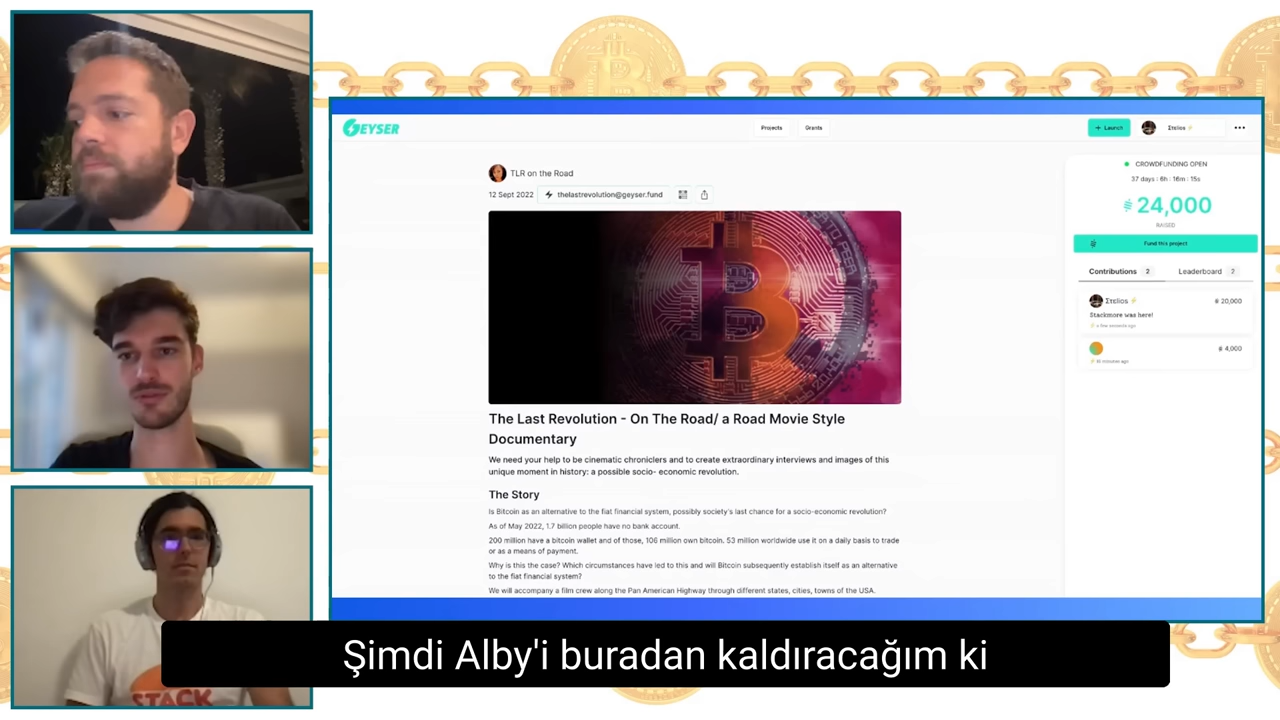 GEYSER
Projects
Grants
+ Launch
Στέlios ⚡
TLR on the Road
12 Sept 2022
thelastrevolution@geyser.fund
CROWDFUNDING OPEN
37 days : 6h : 16m : 15s
24,000
RAISED
Fund this project
Contributions 2
Leaderboard 2
Στέlios ⚡ 20,000
Stackmore was here!
⚡ a few seconds ago
4,000
⚡ 16 minutes ago
The Last Revolution - On The Road/ a Road Movie Style
Documentary
We need your help to be cinematic chroniclers and to create extraordinary interviews and images of this
unique moment in history: a possible socio- economic revolution.
The Story
Is Bitcoin as an alternative to the fiat financial system, possibly society's last chance for a socio-economic revolution?
As of May 2022, 1.7 billion people have no bank account.
200 million have a bitcoin wallet and of those, 106 million own bitcoin. 53 million worldwide use it on a daily basis to trade
or as a means of payment.
Why is this the case? Which circumstances have led to this and will Bitcoin subsequently establish itself as an alternative
to the fiat financial system?
We will accompany a film crew along the Pan American Highway through different states, cities, towns of the USA.
STACK
Şimdi Alby'i buradan kaldıracağım ki